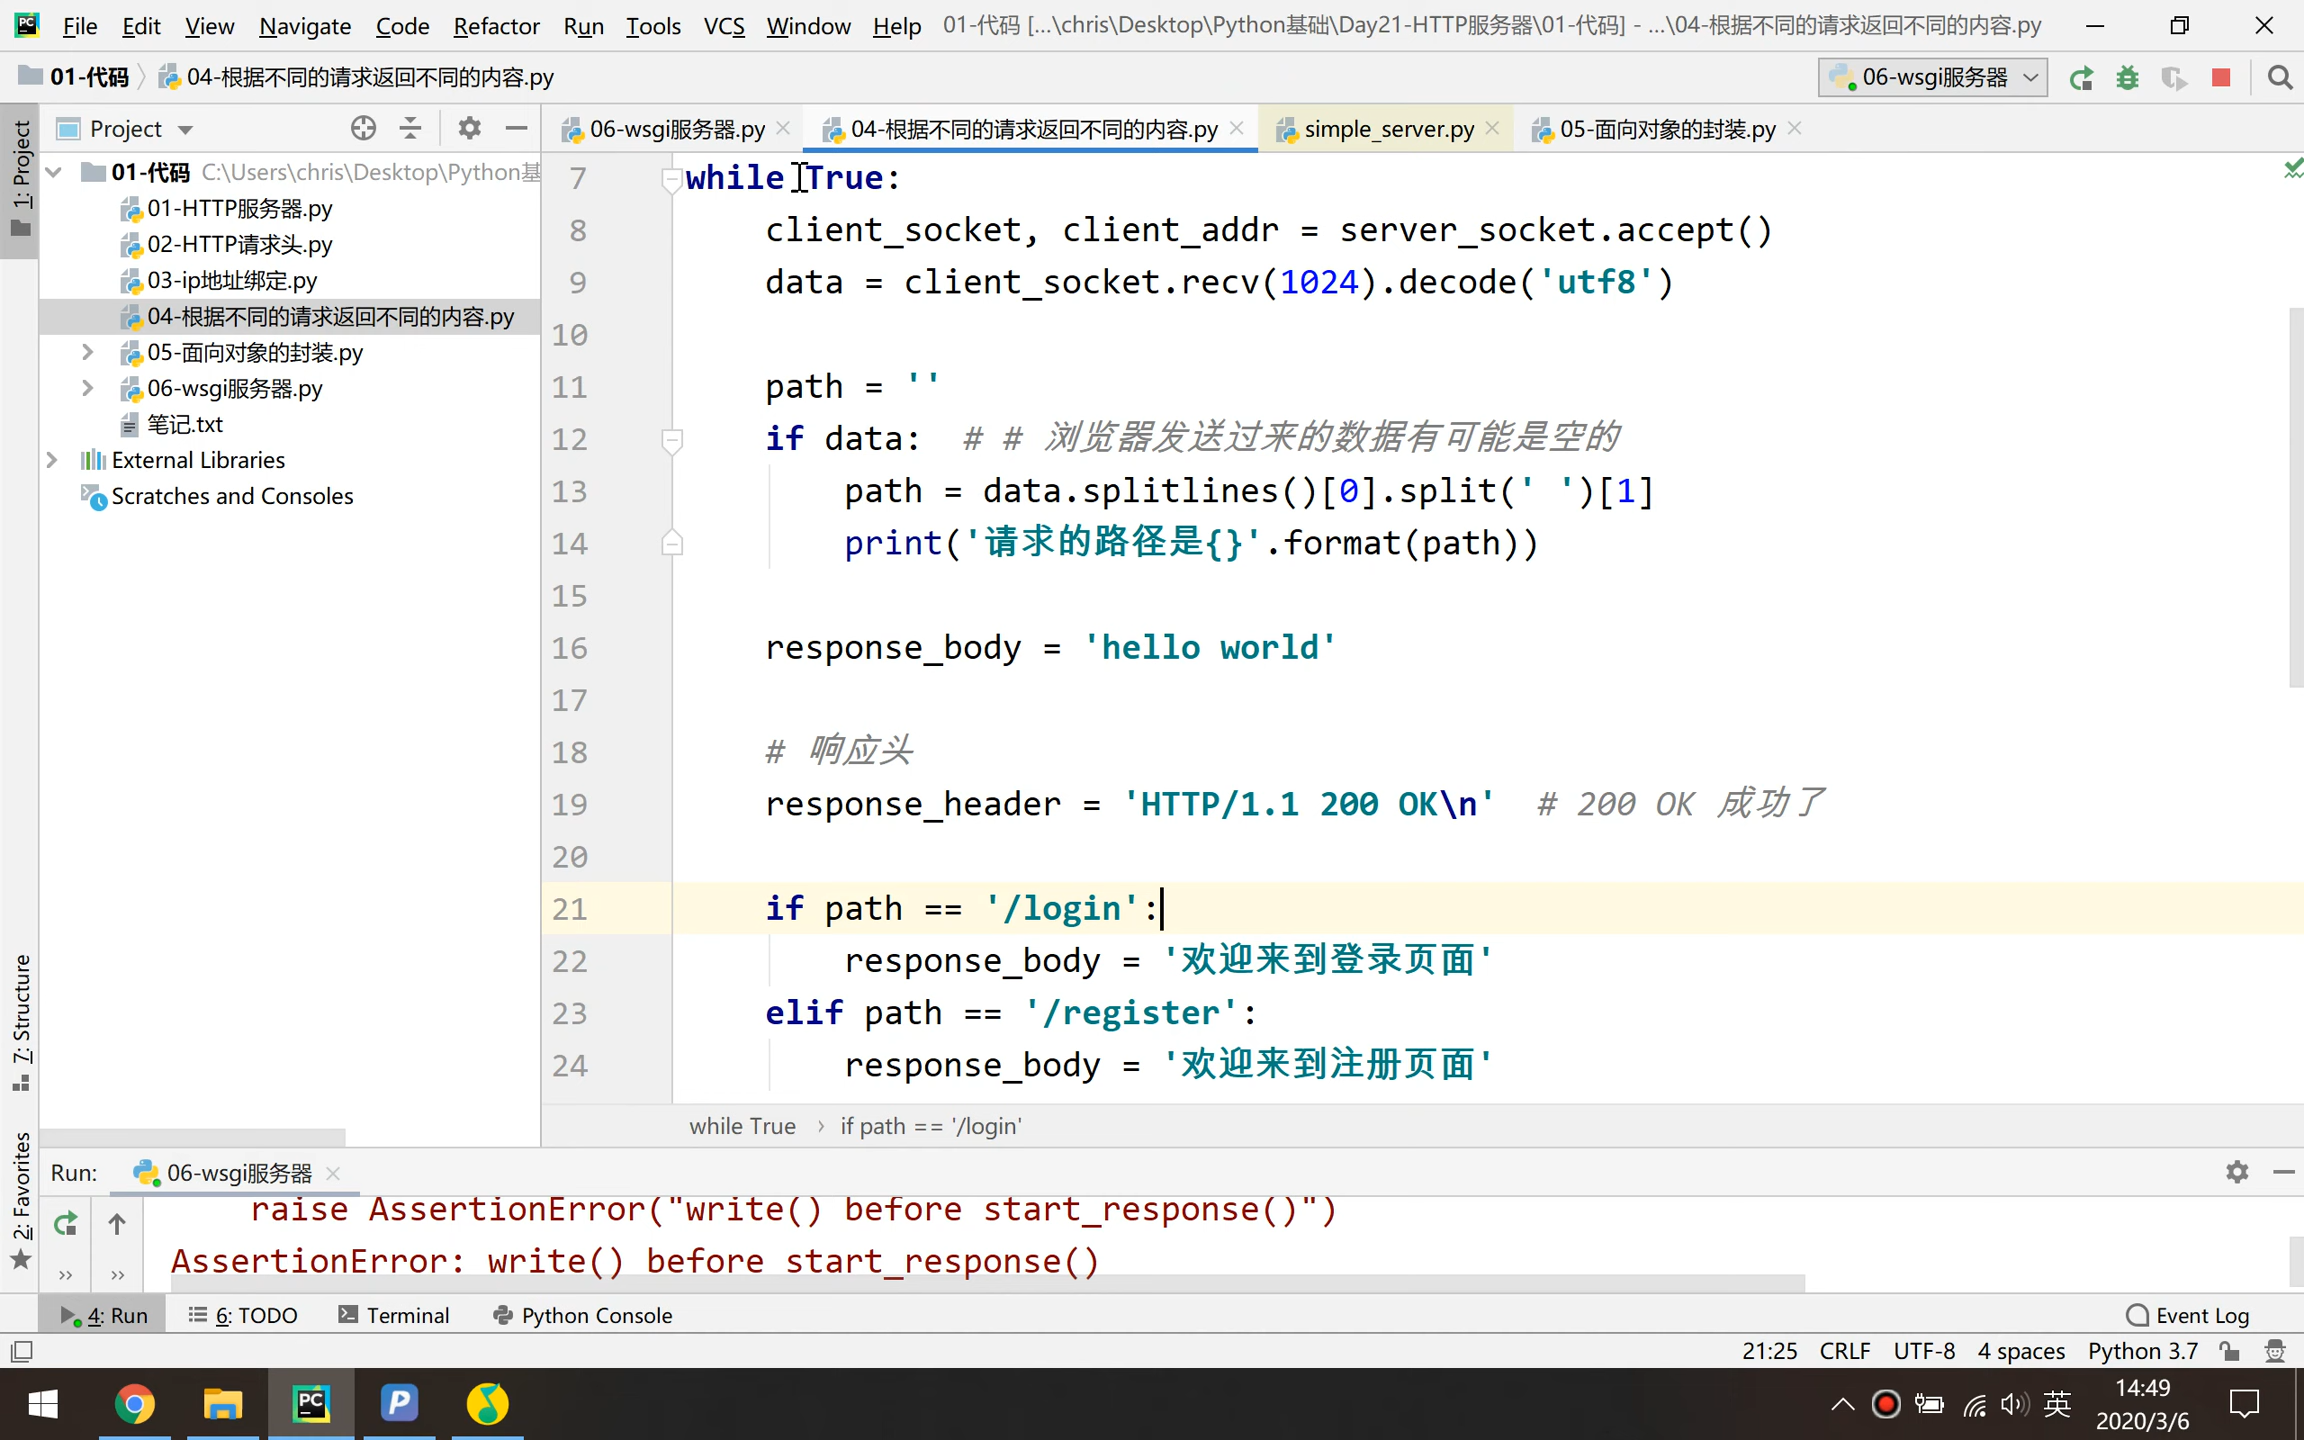 File Edit View Navigate Code Refactor Run Tools VCS Window Help 01-代码 [...\chris\Desktop\Python基础\Day21-HTTP服务器\01-代码] - ...\04-根据不同的请求返回不同的内容.py
01-代码 04-根据不同的请求返回不同的内容.py 06-wsgi服务器
1: Project
Project
06-wsgi服务器.py 04-根据不同的请求返回不同的内容.py simple_server.py 05-面向对象的封装.py
01-代码 C:\Users\chris\Desktop\Python基
01-HTTP服务器.py
02-HTTP请求头.py
03-ip地址绑定.py
04-根据不同的请求返回不同的内容.py
05-面向对象的封装.py
06-wsgi服务器.py
笔记.txt
External Libraries
Scratches and Consoles
7 while True:
8 client_socket, client_addr = server_socket.accept()
9 data = client_socket.recv(1024).decode('utf8')
10
11 path = ''
12 if data: # # 浏览器发送过来的数据有可能是空的
13 path = data.splitlines()[0].split(' ')[1]
14 print('请求的路径是{}'.format(path))
15
16 response_body = 'hello world'
17
18 # 响应头
19 response_header = 'HTTP/1.1 200 OK\n' # 200 OK 成功了
20
21 if path == '/login':
22 response_body = '欢迎来到登录页面'
23 elif path == '/register':
24 response_body = '欢迎来到注册页面'
while True › if path == '/login'
7: Structure
2: Favorites
Run: 06-wsgi服务器
raise AssertionError("write() before start_response()")
AssertionError: write() before start_response()
4: Run 6: TODO Terminal Python Console Event Log
21:25 CRLF UTF-8 4 spaces Python 3.7
英 14:49
2020/3/6